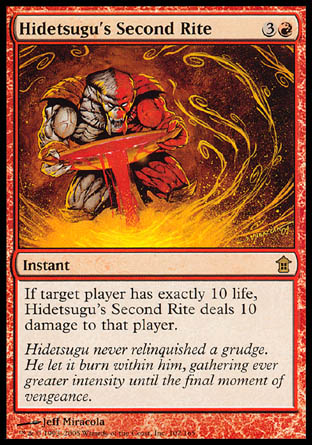 Hidetsugu's Second Rite 3
Instant
If target player has exactly 10 life,
Hidetsugu's Second Rite deals 10
damage to that player.
Hidetsugu never relinquished a grudge.
He let it burn within him, gathering ever
greater intensity until the final moment of
vengeance.
Jeff Miracola